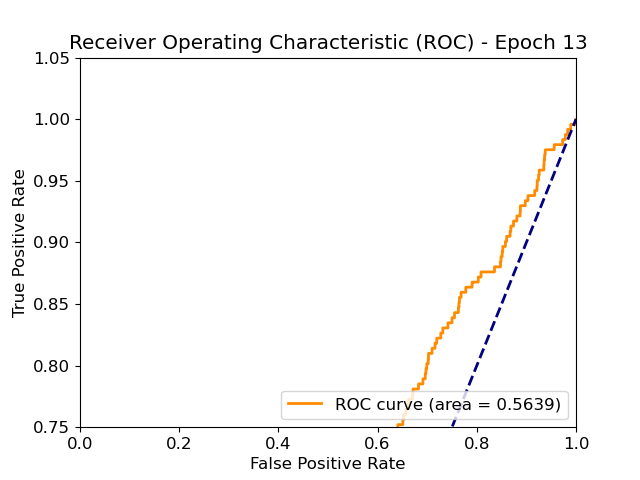 Receiver Operating Characteristic (ROC) - Epoch 13
1.05
1.00
0.95
0.90
0.85
0.80
0.75
True Positive Rate
ROC curve (area = 0.5639)
0.0 0.2 0.4 0.6 0.8 1.0
False Positive Rate